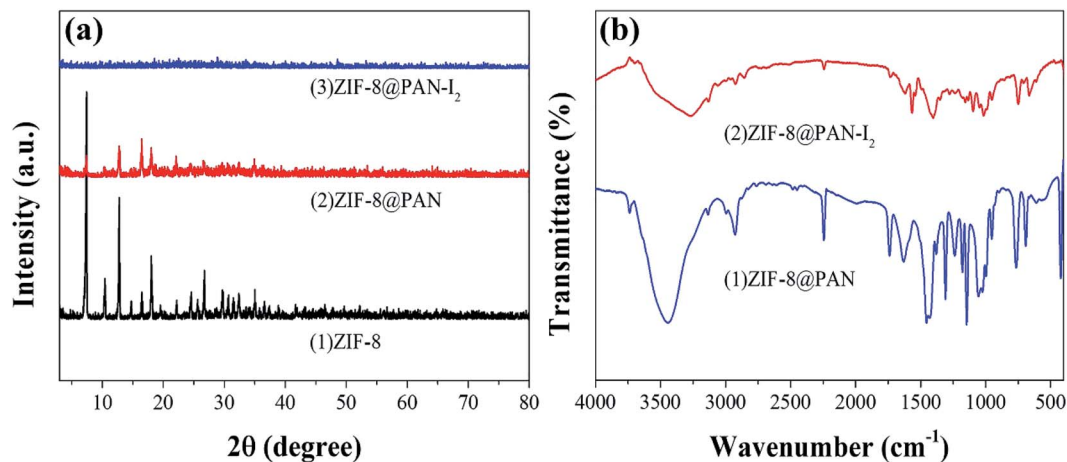 (a)
(3)ZIF-8@PAN-I₂
(2)ZIF-8@PAN
(1)ZIF-8
Intensity (a.u.)
10 20 30 40 50 60 70 80
2θ (degree)
(b)
(2)ZIF-8@PAN-I₂
(1)ZIF-8@PAN
Transmittance (%)
4000 3500 3000 2500 2000 1500 1000 500
Wavenumber (cm⁻¹)